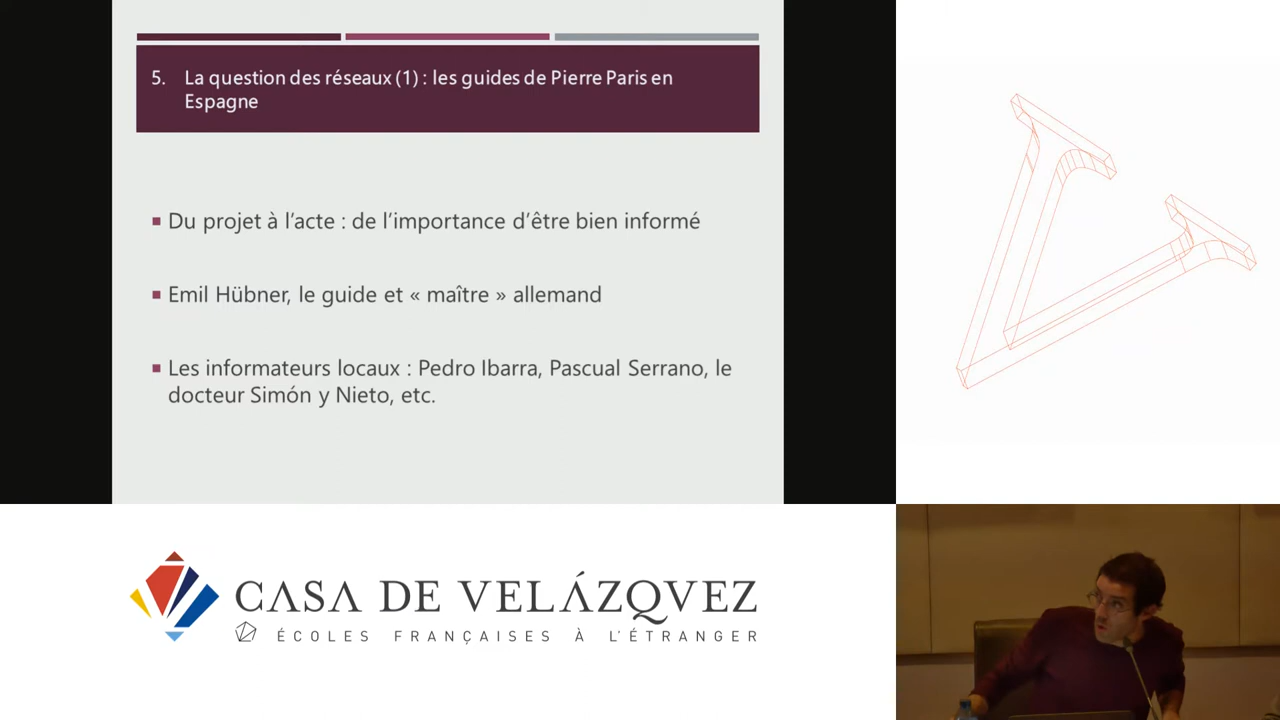 5. La question des réseaux (1) : les guides de Pierre Paris en
Espagne
Du projet à l’acte : de l’importance d’être bien informé
Emil Hübner, le guide et « maître » allemand
Les informateurs locaux : Pedro Ibarra, Pascual Serrano, le
docteur Simón y Nieto, etc.
CASA DE VELÁZQVEZ
ÉCOLES FRANÇAISES À L'ÉTRANGER